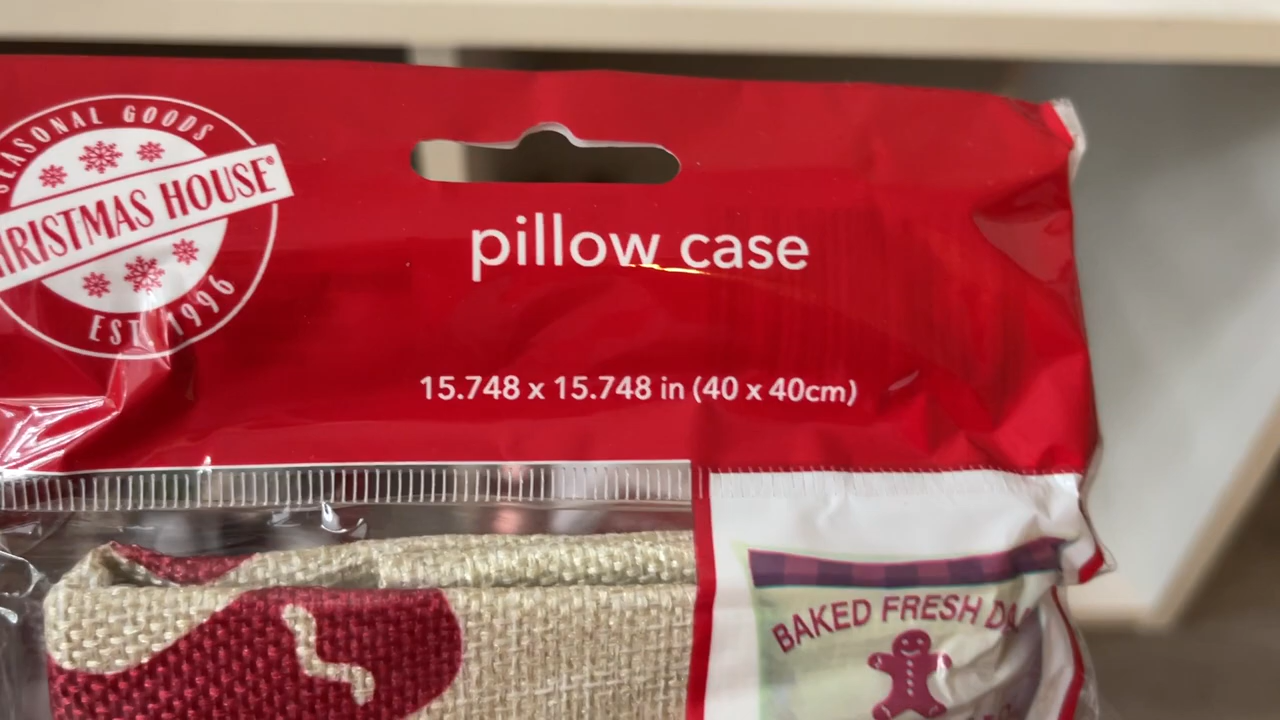 SEASONAL GOODS
CHRISTMAS HOUSE®
EST. 1996
pillow case
15.748 x 15.748 in (40 x 40cm)
BAKED FRESH